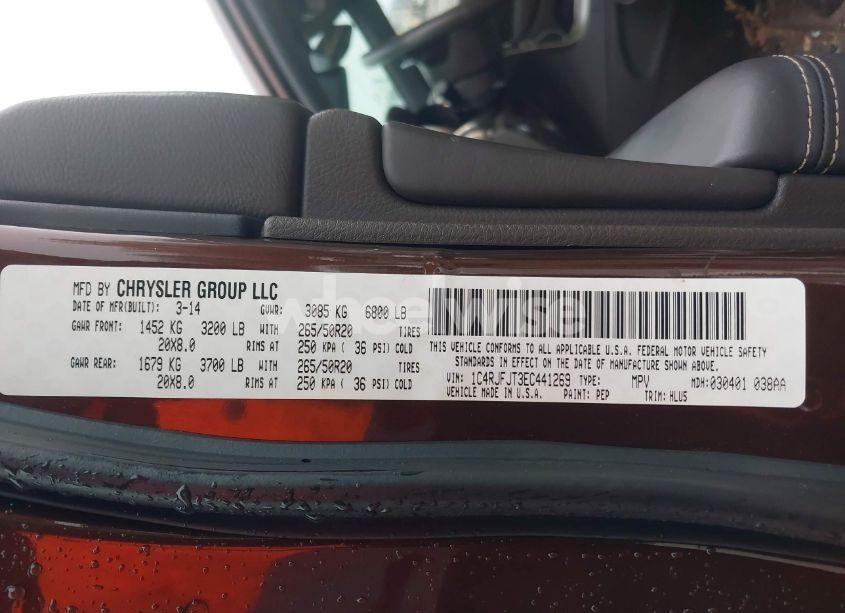 MFD BY CHRYSLER GROUP LLC
DATE OF MFR(BUILT): 3-14 GVWR: 3085 KG 6800 LB
GAWR FRONT: 1452 KG 3200 LB WITH 265/50R20 TIRES
20X8.0 RIMS AT 250 KPA ( 36 PSI) COLD
GAWR REAR: 1679 KG 3700 LB WITH 265/50R20 TIRES
20X8.0 RIMS AT 250 KPA ( 36 PSI) COLD
THIS VEHICLE CONFORMS TO ALL APPLICABLE U.S.A. FEDERAL MOTOR VEHICLE SAFETY
STANDARDS IN EFFECT ON THE DATE OF MANUFACTURE SHOWN ABOVE.
VIN: 1C4RJFJT3EC441269 TYPE: MPV MDH:030401 038AA
VEHICLE MADE IN U.S.A. PAINT: PEP TRIM: HLU5
wheelwise